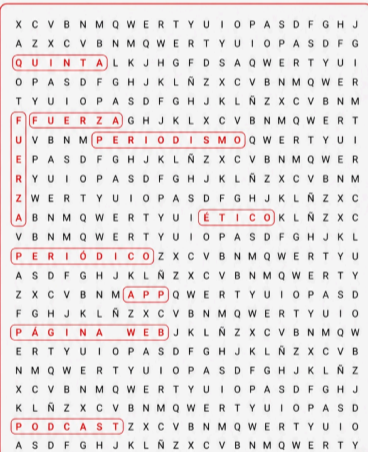 X C V B N M Q W E R T Y U I O P A S D F G H J
A Z X C V B N M Q W E R T Y U I O P A S D F G
Q U I N T A L K J H G F D S A Q W E R T Y U I
O P A S D F G H J K L Ñ Z X C V B N M Q W E R
T Y U I O P A S D F G H J K L Ñ Z X C V B N M
F F U E R Z A G H J K L X C V B N M Q W E R T
U V B N M P E R I O D I S M O Q W E R T Y U I
E P A S D F G H J K L Ñ Z X C V B N M Q W E R
R Y U I O P A S D F G H J K L Ñ Z X C V B N M
Z W E R T Y U I O P A S D F G H J K L Ñ Z X C
A B N M Q W E R T Y U I É T I C O K L Ñ Z X C
V B N M Q W E R T Y U I O P A S D F G H J K L
P E R I Ó D I C O Z X C V B N M Q W E R T Y U
A S D F G H J K L Ñ Z X C V B N M Q W E R T Y
Z X C V B N M A P P Q W E R T Y U I O P A S D
F G H J K L Ñ Z X C V B N M Q W E R T Y U I O
P Á G I N A W E B J K L Ñ Z X C V B N M Q W
E R T Y U I O P A S D F G H J K L Ñ Z X C V B
N M Q W E R T Y U I O P A S D F G H J K L Ñ Z
X C V B N M Q W E R T Y U I O P A S D F G H J
K L Ñ Z X C V B N M Q W E R T Y U I O P A S D
P O D C A S T Z X C V B N M Q W E R T Y U I O
A S D F G H J K L Ñ Z X C V B N M Q W E R T Y